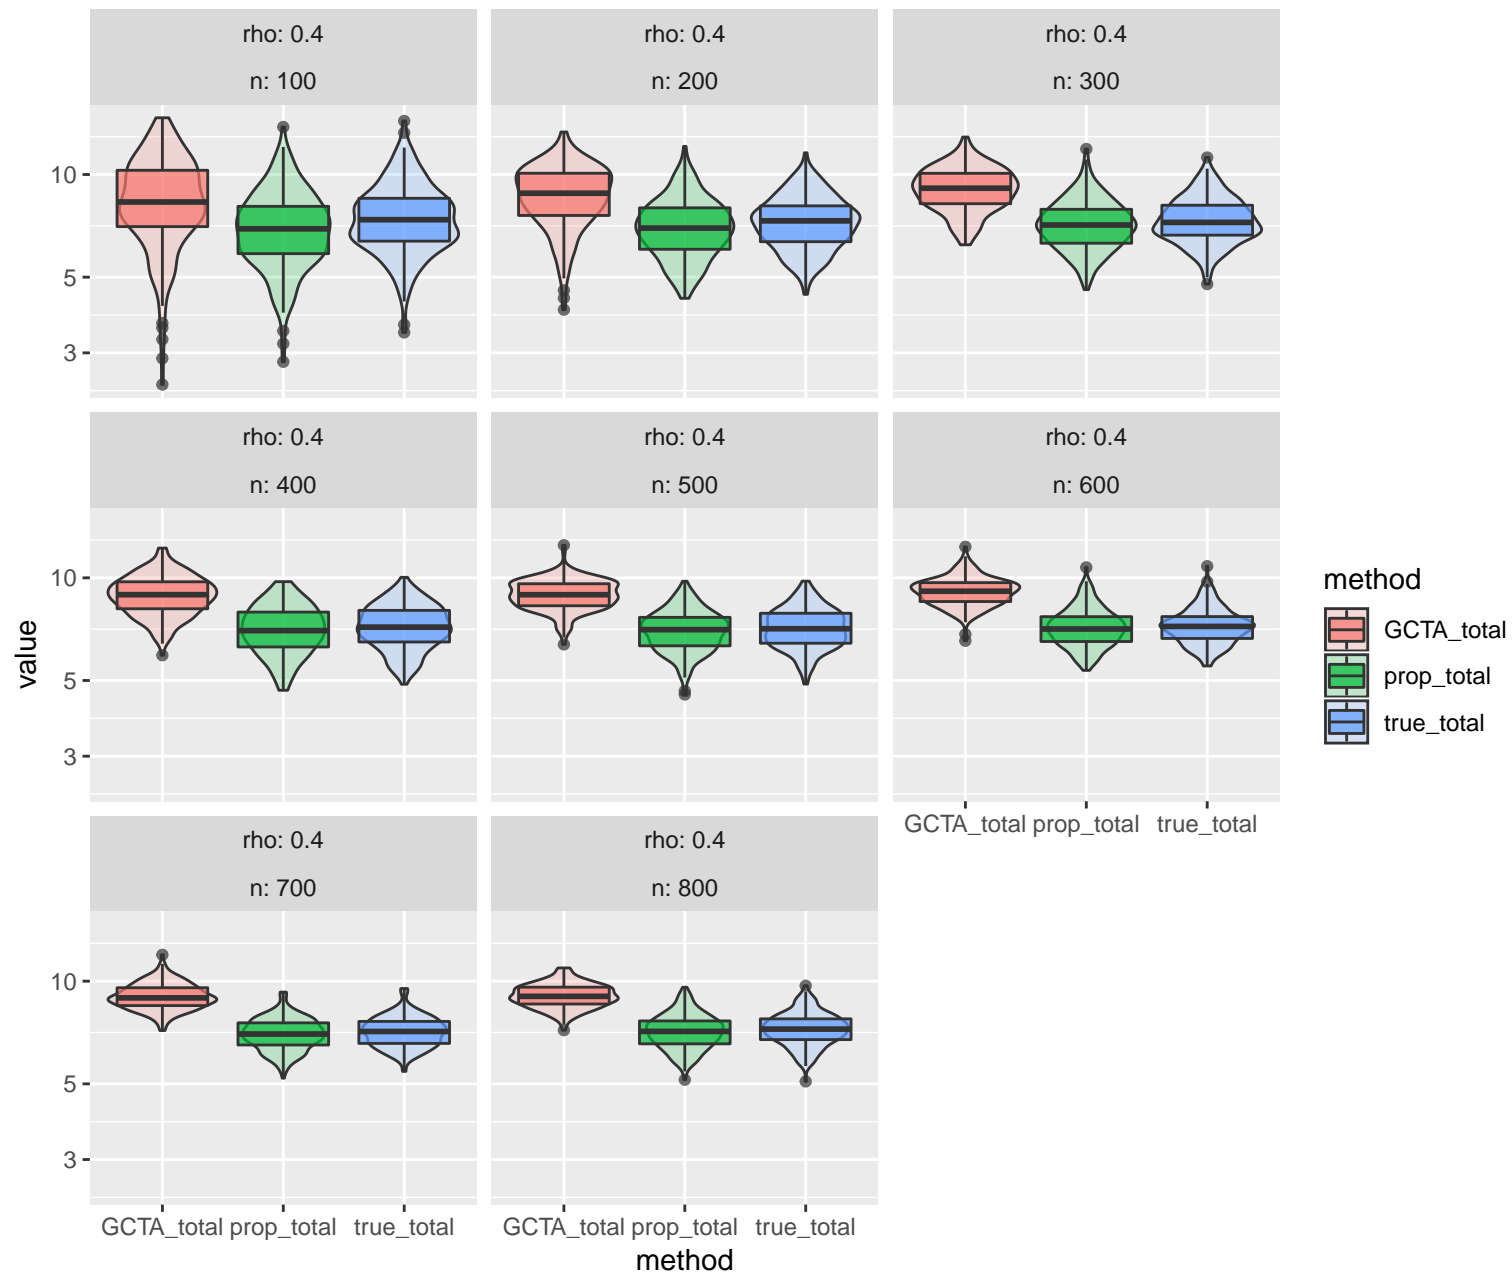 rho: 0.4
rho: 0.4
rho: 0.4
n: 100
n: 200
n: 300
10
5
3
rho: 0.4
rho: 0.4
rho: 0.4
n: 400
n: 500
n: 600
10
5
3
GCTA_total prop_total true_total
rho: 0.4
rho: 0.4
n: 700
n: 800
10
5
3
GCTA_total prop_total true_total
GCTA_total prop_total true_total
method
value
method
GCTA_total
prop_total
true_total